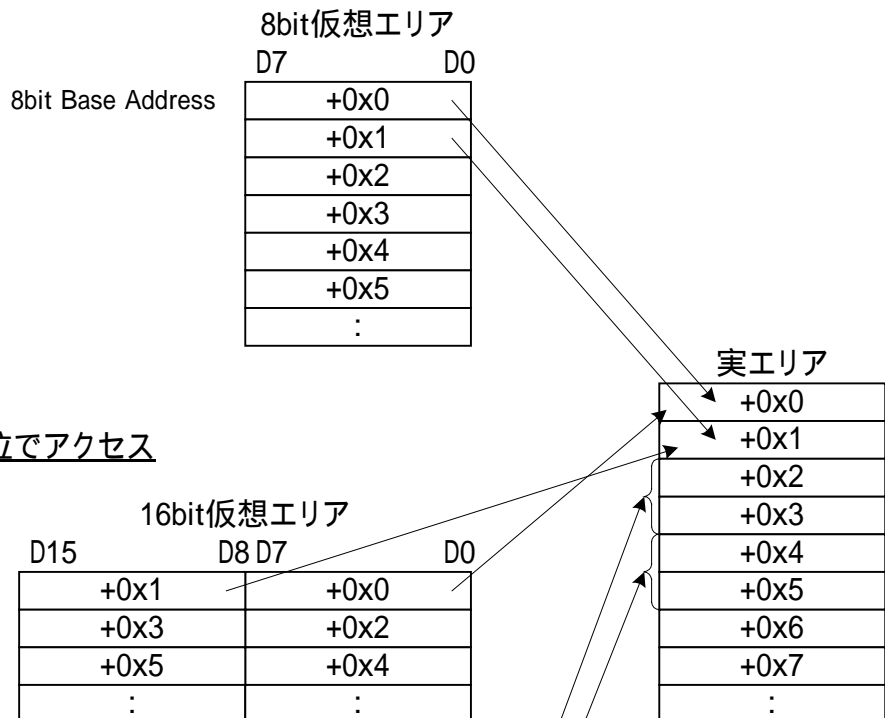 8bit仮想エリア
D7 D0
8bit Base Address
+0x0
+0x1
+0x2
+0x3
+0x4
+0x5
:
実エリア
+0x0
+0x1
+0x2
+0x3
+0x4
+0x5
+0x6
+0x7
:
位でアクセス
16bit仮想エリア
D15 D8 D7 D0
+0x1 +0x0
+0x3 +0x2
+0x5 +0x4
: :